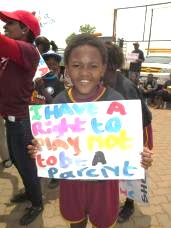 I HAVE A
Right to
Play not
to be A
PaRENT